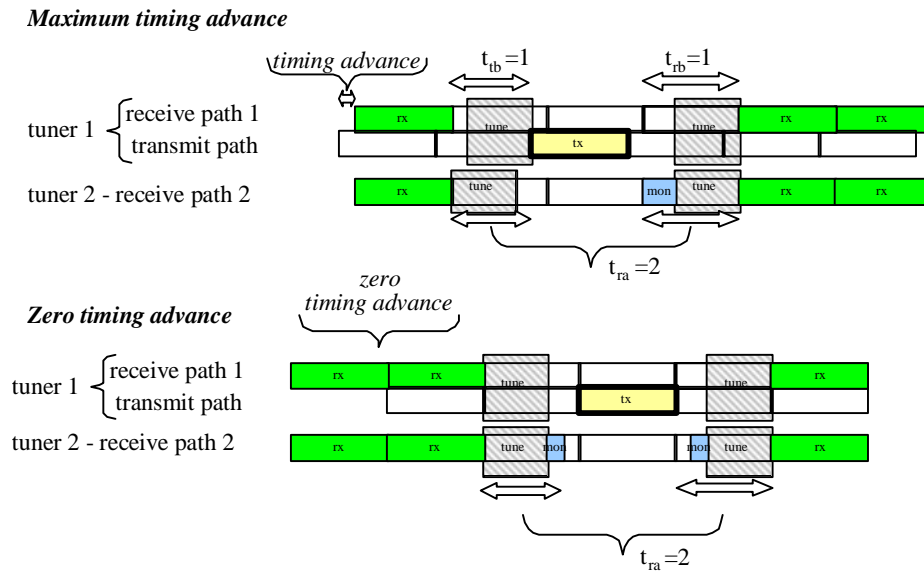 Maximum timing advance
timing advance
t_tb =1
t_rb =1
tuner 1
receive path 1
transmit path
rx
tune
tune
rx
rx
tx
tuner 2 - receive path 2
rx
tune
mon
tune
rx
rx
t_ra =2
zero
timing advance
Zero timing advance
tuner 1
receive path 1
transmit path
rx
rx
tune
tune
rx
tx
tuner 2 - receive path 2
rx
rx
tune
mon
mon
tune
rx
t_ra =2